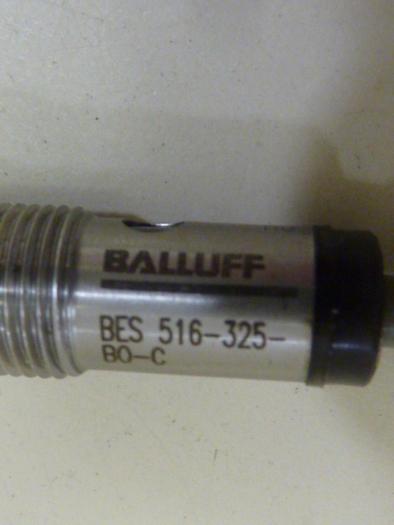 BALLUFF
BES 516-325-
BO-C